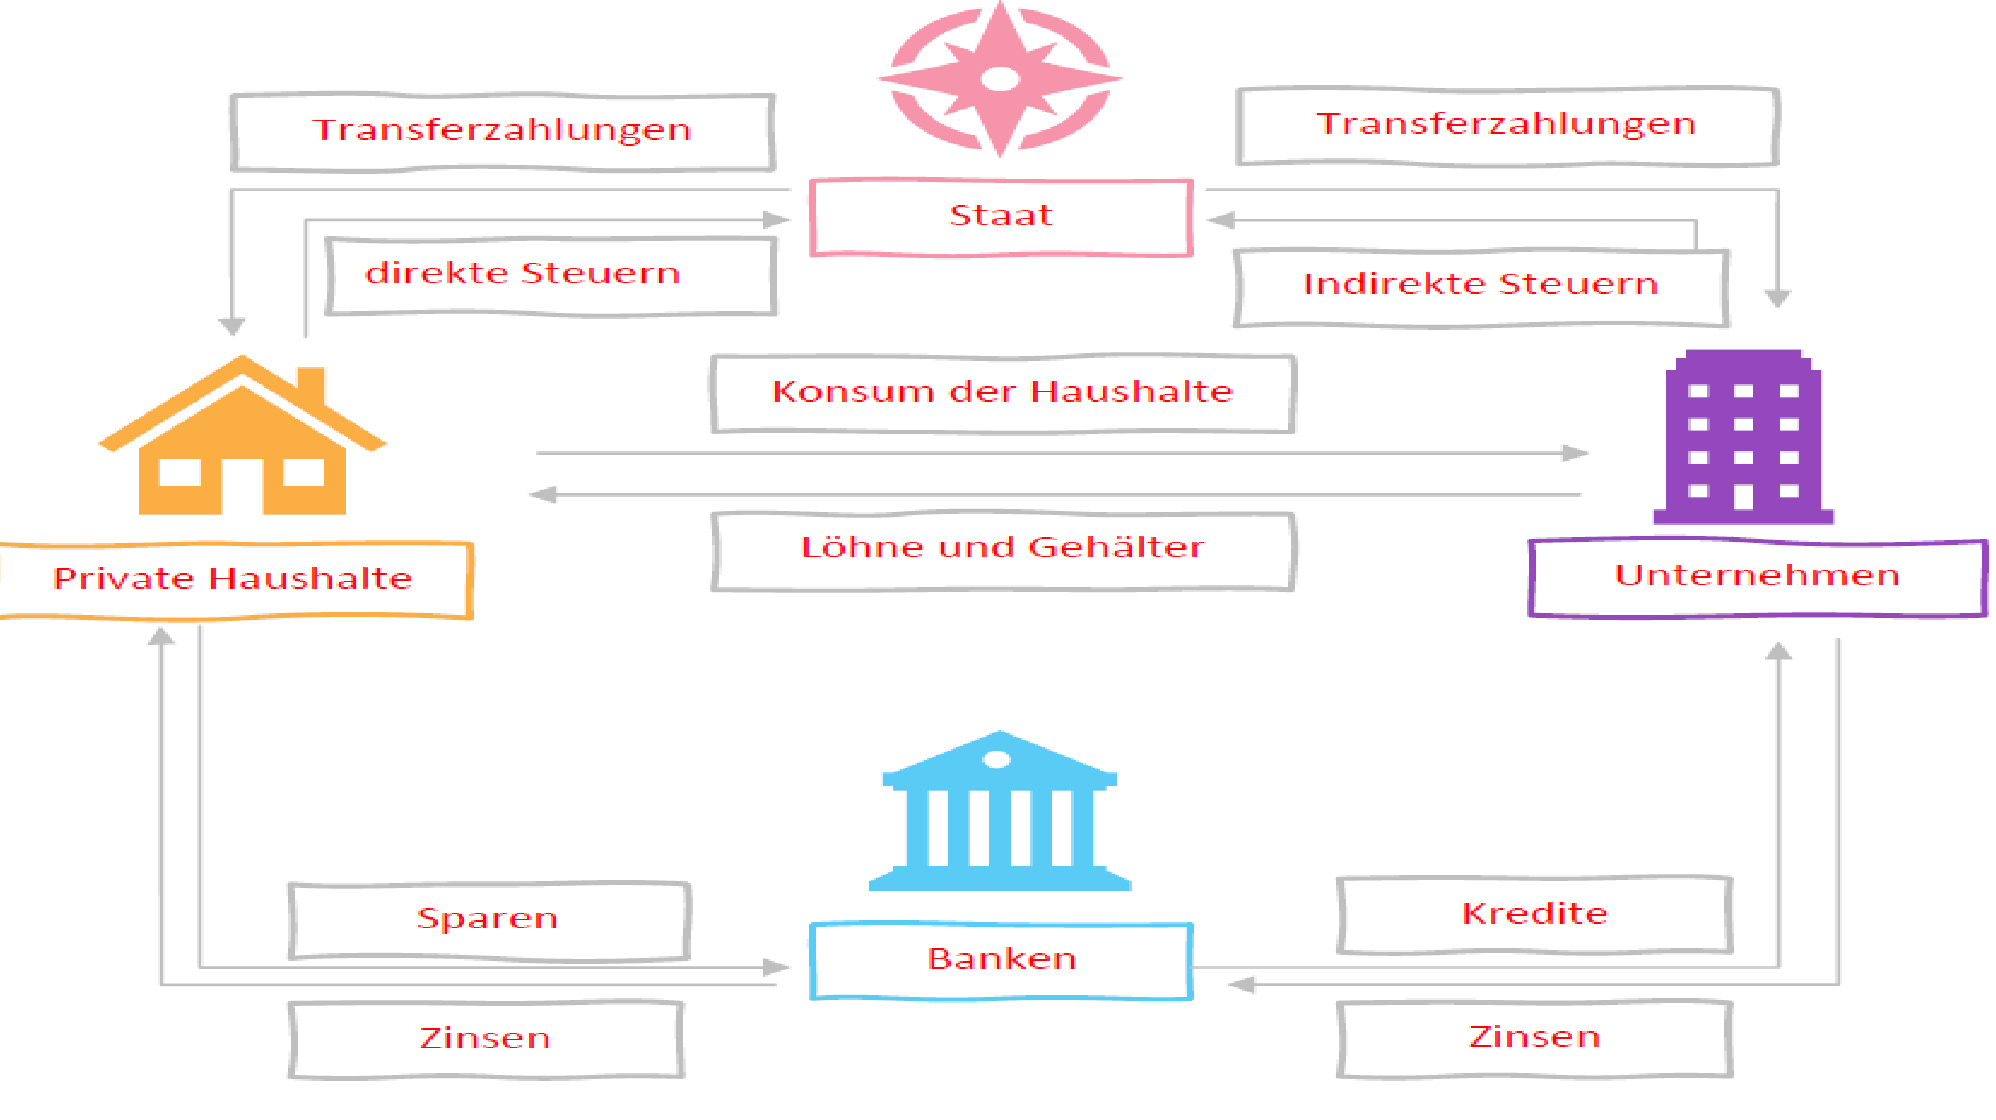 Transferzahlungen
Transferzahlungen
Staat
direkte Steuern
Indirekte Steuern
Konsum der Haushalte
Löhne und Gehälter
Private Haushalte
Unternehmen
Sparen
Kredite
Banken
Zinsen
Zinsen